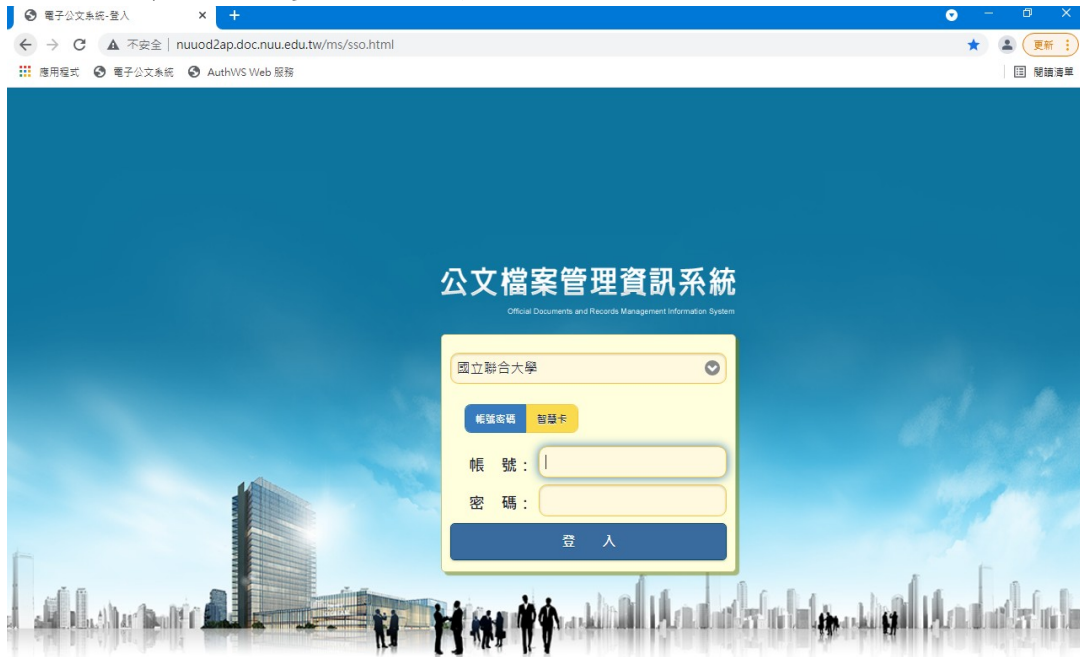 電子公文系統-登入
不安全 | nuuod2ap.doc.nuu.edu.tw/ms/sso.html
更新
應用程式 電子公文系統 AuthWS Web 服務
閱讀清單
公文檔案管理資訊系統
Official Documents and Records Management Information System
國立聯合大學
帳號密碼 智慧卡
帳 號：
密 碼：
登 入